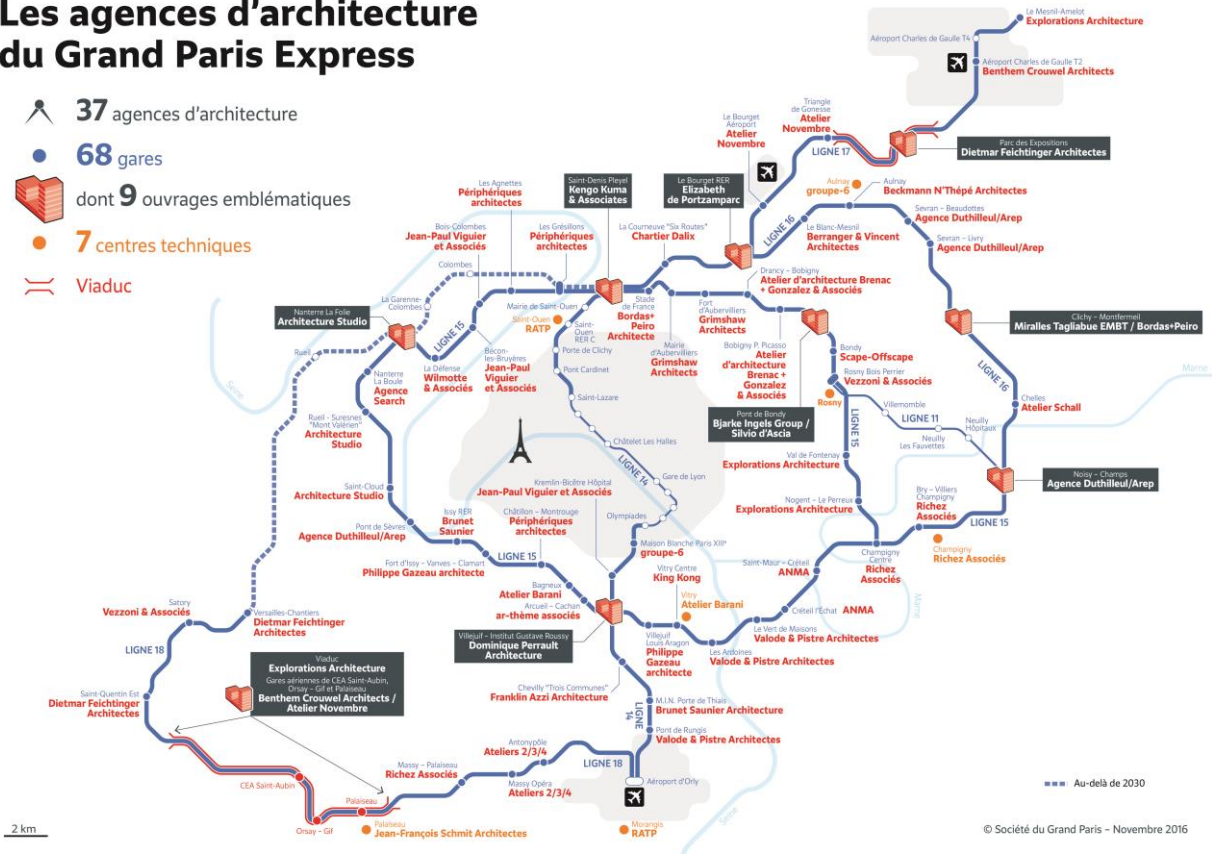 Les agences d'architecture
du Grand Paris Express
37 agences d'architecture
68 gares
dont 9 ouvrages emblématiques
7 centres techniques
Viaduc
Le Mesnil-Amelot
Explorations Architecture
Aéroport Charles de Gaulle T4
Aéroport Charles de Gaulle T2
Benthem Crouwel Architects
Triangle
de Gonesse
Atelier
Novembre
LIGNE 17
Le Bourget
Aéroport
Atelier
Novembre
Parc des Expositions
Dietmar Feichtinger Architectes
Les Agnettes
Périphériques
architectes
Saint-Denis Pleyel
Kengo Kuma
& Associates
Le Bourget RER
Elizabeth
de Portzamparc
Aulnay
groupe-6
Aulnay
Beckmann N'Thépé Architectes
Sevran – Beaudottes
Agence Duthilleul/Arep
Bois-Colombes
Jean-Paul Viguier
et Associés
Les Grésillons
Périphériques
architectes
La Courneuve "Six Routes"
Chartier Dalix
LIGNE 16
Le Blanc-Mesnil
Berranger & Vincent
Architectes
Sevran – Livry
Agence Duthilleul/Arep
Colombes
Drancy – Bobigny
Atelier d'architecture Brenac
+ Gonzalez & Associés
La Garenne-
Colombes
Mairie de Saint-Ouen
Stade
de France
Bordas+
Peiro
Architecte
Fort
d'Aubervilliers
Grimshaw
Architects
Nanterre La Folie
Architecture Studio
LIGNE 15
Saint-Ouen
RATP
Saint-
Ouen
RER C
Clichy – Montfermeil
Miralles Tagliabue EMBT / Bordas+Peiro
Rueil
La Défense
Wilmotte
& Associés
Bécon-
les-Bruyères
Jean-Paul
Viguier
et Associés
Porte de Clichy
Pont Cardinet
Mairie
d'Aubervilliers
Grimshaw
Architects
Bobigny P. Picasso
Atelier
d'architecture
Brenac +
Gonzalez
& Associés
Bondy
Scape-Offscape
Rosny Bois Perrier
Vezzoni & Associés
Rosny
LIGNE 16
Marne
Seine
Nanterre
La Boule
Agence
Search
Saint-Lazare
Villemomble
LIGNE 11
Chelles
Atelier Schall
Rueil – Suresnes
"Mont Valérien"
Architecture
Studio
Pont de Bondy
Bjarke Ingels Group /
Silvio d'Ascia
LIGNE 15
Neuilly
Hôpitaux
Neuilly
Les Fauvettes
Châtelet Les Halles
LIGNE 14
Val de Fontenay
Explorations Architecture
Gare de Lyon
Kremlin-Bicêtre Hôpital
Jean-Paul Viguier et Associés
Noisy – Champs
Agence Duthilleul/Arep
Saint-Cloud
Architecture Studio
Nogent – Le Perreux
Explorations Architecture
Bry – Villiers
Champigny
Richez
Associés
LIGNE 15
Pont de Sèvres
Agence Duthilleul/Arep
Issy RER
Brunet
Saunier
Châtillon – Montrouge
Périphériques
architectes
Olympiades
Maison Blanche Paris XIIIᵉ
groupe-6
Champigny
Richez Associés
Fort d'Issy – Vanves – Clamart
Philippe Gazeau architecte
LIGNE 15
Champigny
Centre
Richez
Associés
Saint-Maur – Créteil
ANMA
Vitry Centre
King Kong
Bagneux
Atelier Barani
Arcueil – Cachan
ar-thème associés
Vitry
Atelier Barani
Créteil l'Échat ANMA
Marne
Satory
Vezzoni & Associés
Versailles-Chantiers
Dietmar Feichtinger
Architectes
LIGNE 18
Villejuif – Institut Gustave Roussy
Dominique Perrault
Architecture
Villejuif
Louis Aragon
Philippe
Gazeau
architecte
Le Vert de Maisons
Valode & Pistre Architectes
Les Ardoines
Valode & Pistre Architectes
Viaduc
Explorations Architecture
Gares aériennes de CEA Saint-Aubin,
Orsay – Gif et Palaiseau
Benthem Crouwel Architects /
Atelier Novembre
Saint-Quentin Est
Dietmar Feichtinger
Architectes
Chevilly "Trois Communes"
Franklin Azzi Architecture
LIGNE
14
M.I.N. Porte de Thiais
Brunet Saunier Architecture
Pont de Rungis
Valode & Pistre Architectes
Antonypôle
Ateliers 2/3/4
LIGNE 18
Massy – Palaiseau
Richez Associés
Massy Opéra
Ateliers 2/3/4
Aéroport d'Orly
CEA Saint-Aubin
Palaiseau
Orsay – Gif
Palaiseau
Jean-François Schmit Architectes
Morangis
RATP
Seine
Au-delà de 2030
2 km
© Société du Grand Paris – Novembre 2016